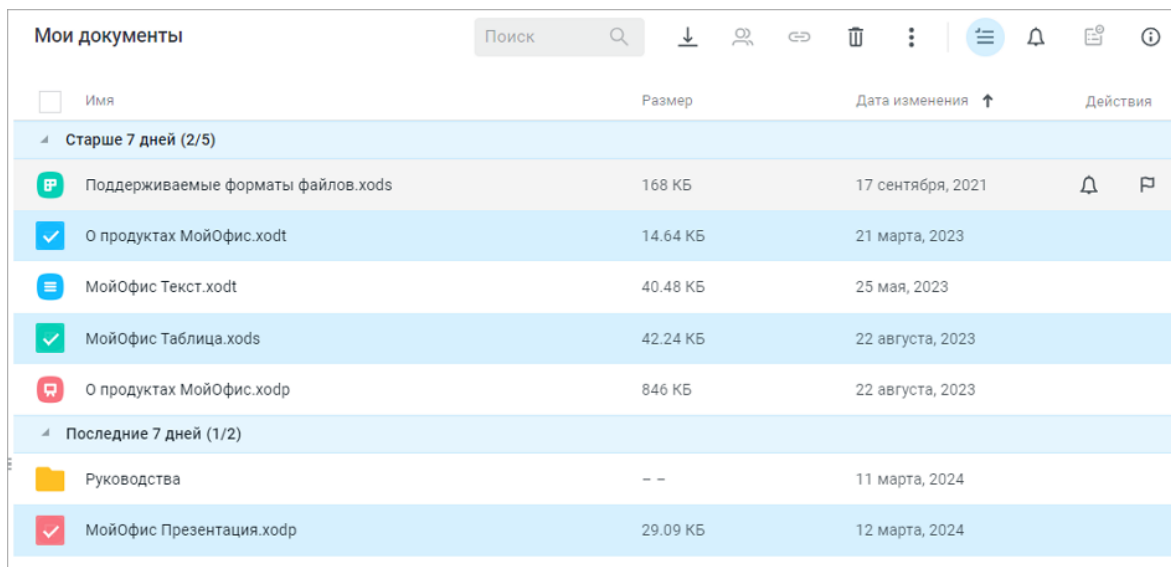 Мои документы Поиск
Имя Размер Дата изменения Действия
Старше 7 дней (2/5)
Поддерживаемые форматы файлов.xods 168 КБ 17 сентября, 2021
О продуктах МойОфис.xodt 14.64 КБ 21 марта, 2023
МойОфис Текст.xodt 40.48 КБ 25 мая, 2023
МойОфис Таблица.xods 42.24 КБ 22 августа, 2023
О продуктах МойОфис.xodp 846 КБ 22 августа, 2023
Последние 7 дней (1/2)
Руководства – – 11 марта, 2024
МойОфис Презентация.xodp 29.09 КБ 12 марта, 2024